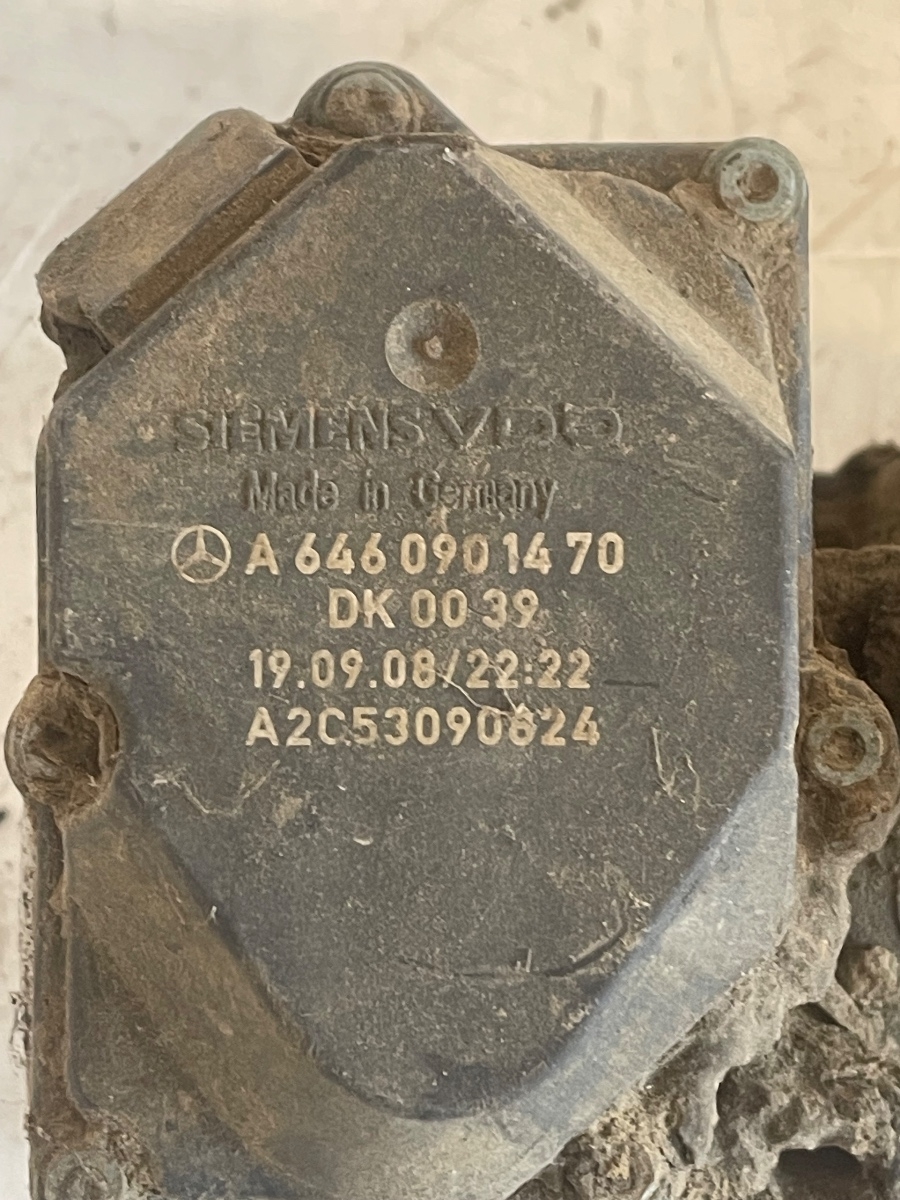 SIEMENS VDO
Made in Germany
A 646 090 14 70
DK 00 39
19.09.08/22:22
A2C53090624